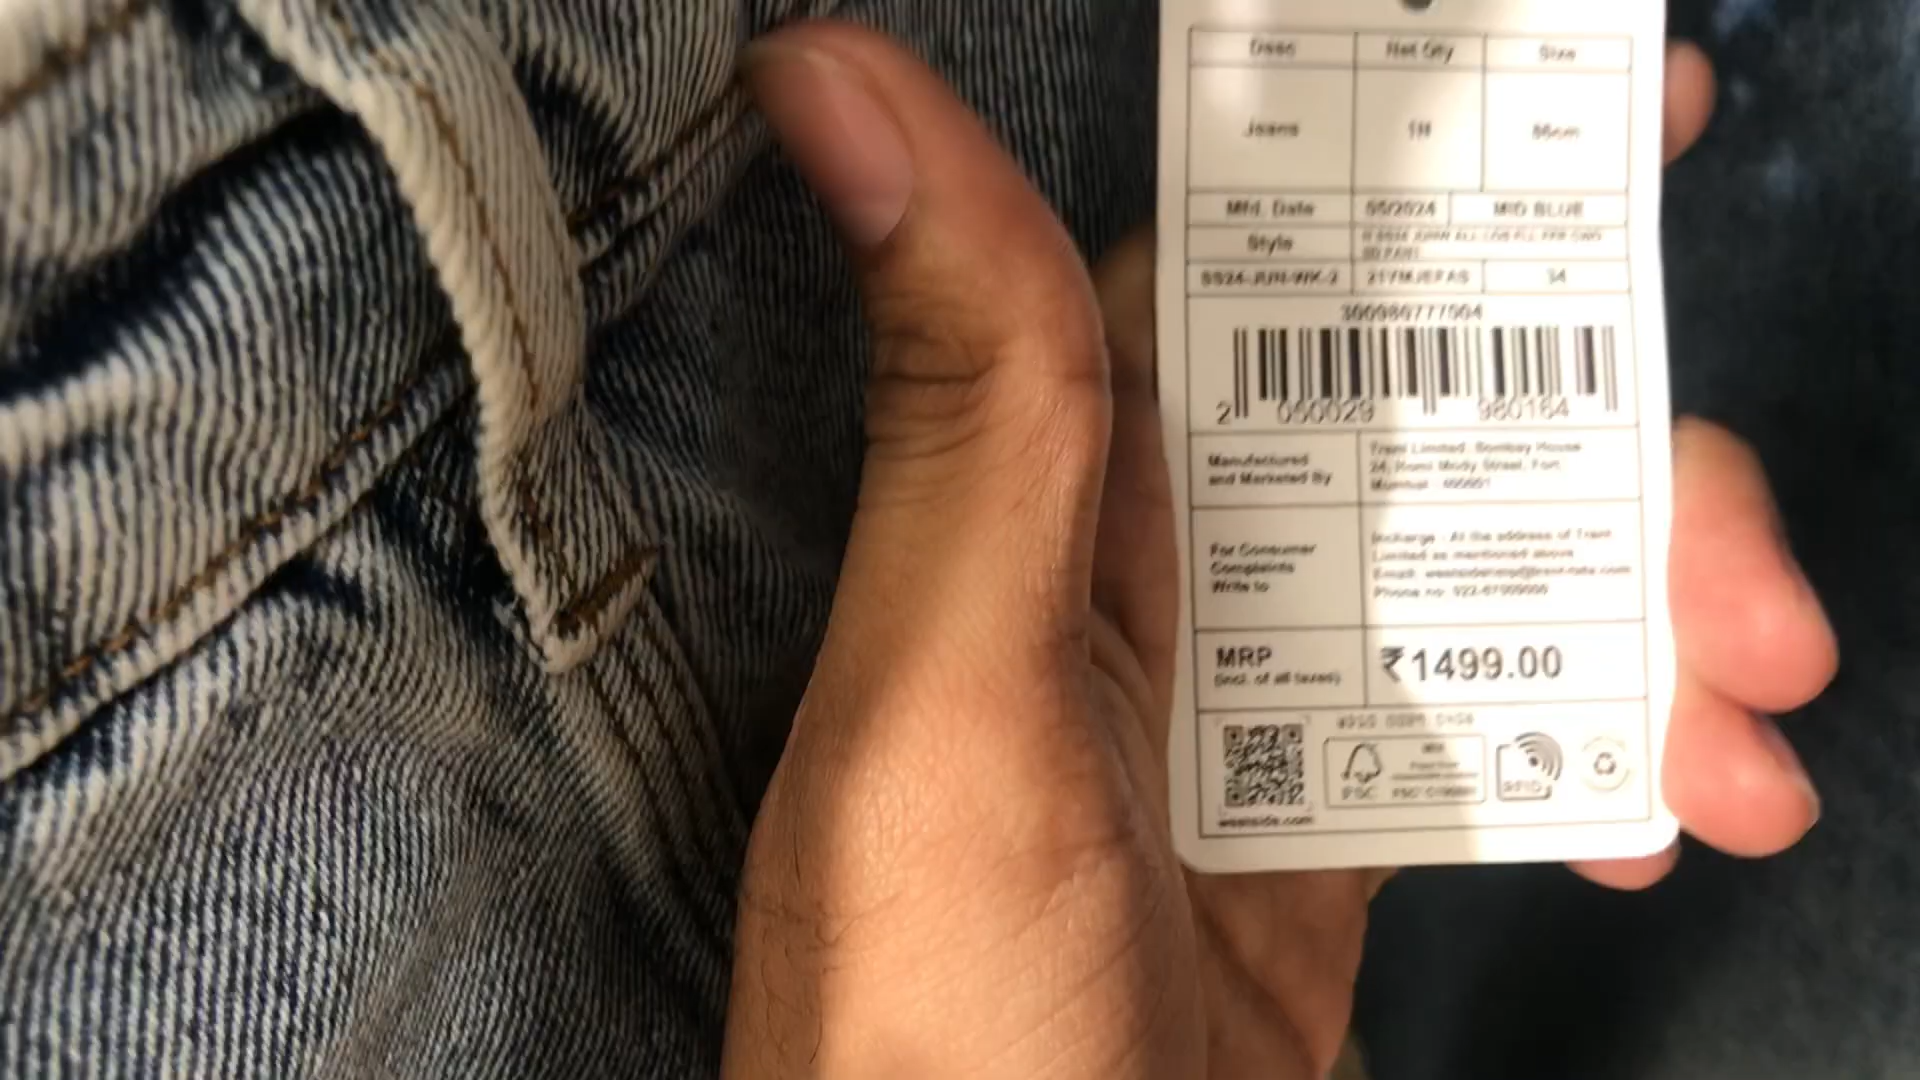 Desc Net Qty Size
Jeans 1N 86cm
Mfd. Date 05/2024 MID BLUE
Style
SS24-JUN-WK-2 34
2 050029 980164
Manufactured
and Marketed By
Trent Limited, Bombay House
24, Homi Mody Street, Fort
Mumbai - 400001
For Consumer
Complaints
Write to
Incharge - At the address of Trent
Limited as mentioned above
Email:
Phone no:
MRP ₹1499.00
(incl. of all taxes)
FSC
RFID
westside.com